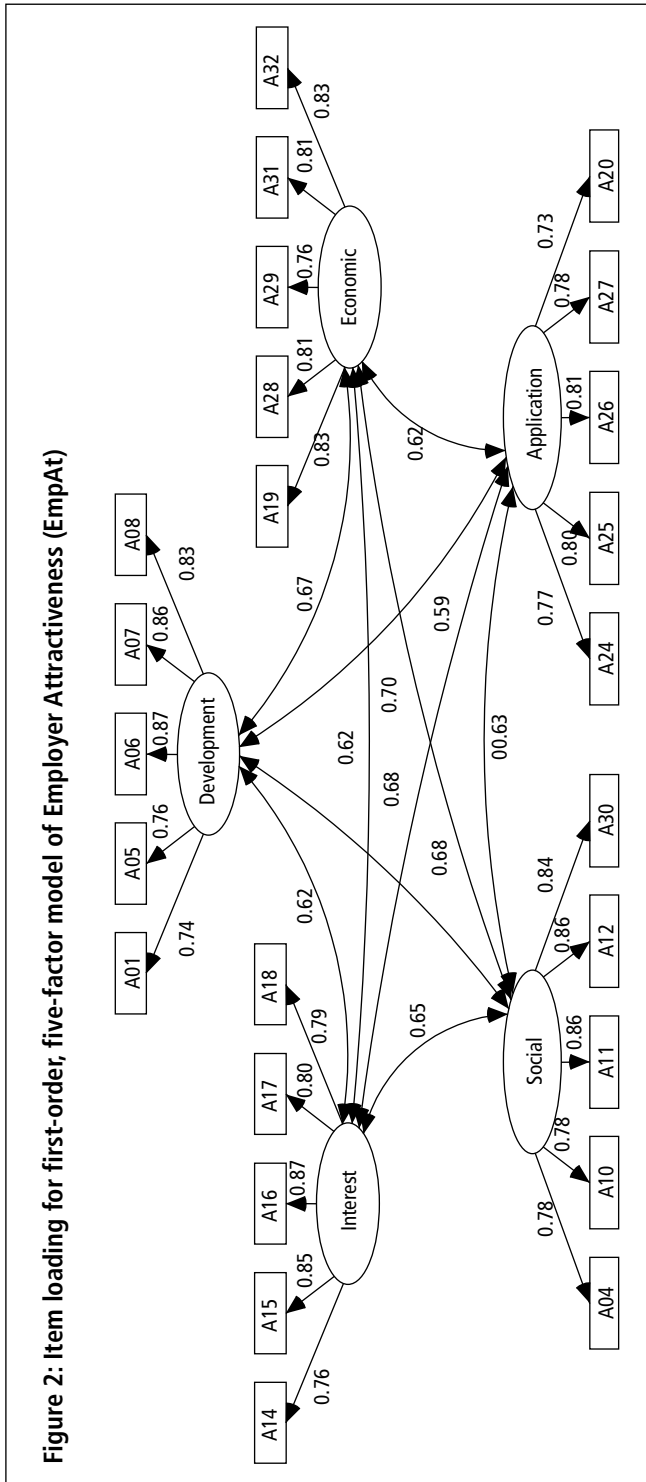 Figure 2: Item loading for first-order, five-factor model of Employer Attractiveness (EmpAt)
A01
A05
A06
A07
A08
0.74
0.76
0.87
0.86
0.83
Development
A14
A15
A16
A17
A18
0.76
0.85
0.87
0.80
0.79
Interest
A19
A28
A29
A31
A32
0.83
0.81
0.76
0.81
0.83
Economic
0.62
0.67
0.62
0.70
0.59
0.68
0.68
0.65
0.62
00.63
Social
0.78
0.78
0.86
0.86
0.84
A04
A10
A11
A12
A30
Application
0.77
0.80
0.81
0.78
0.73
A24
A25
A26
A27
A20